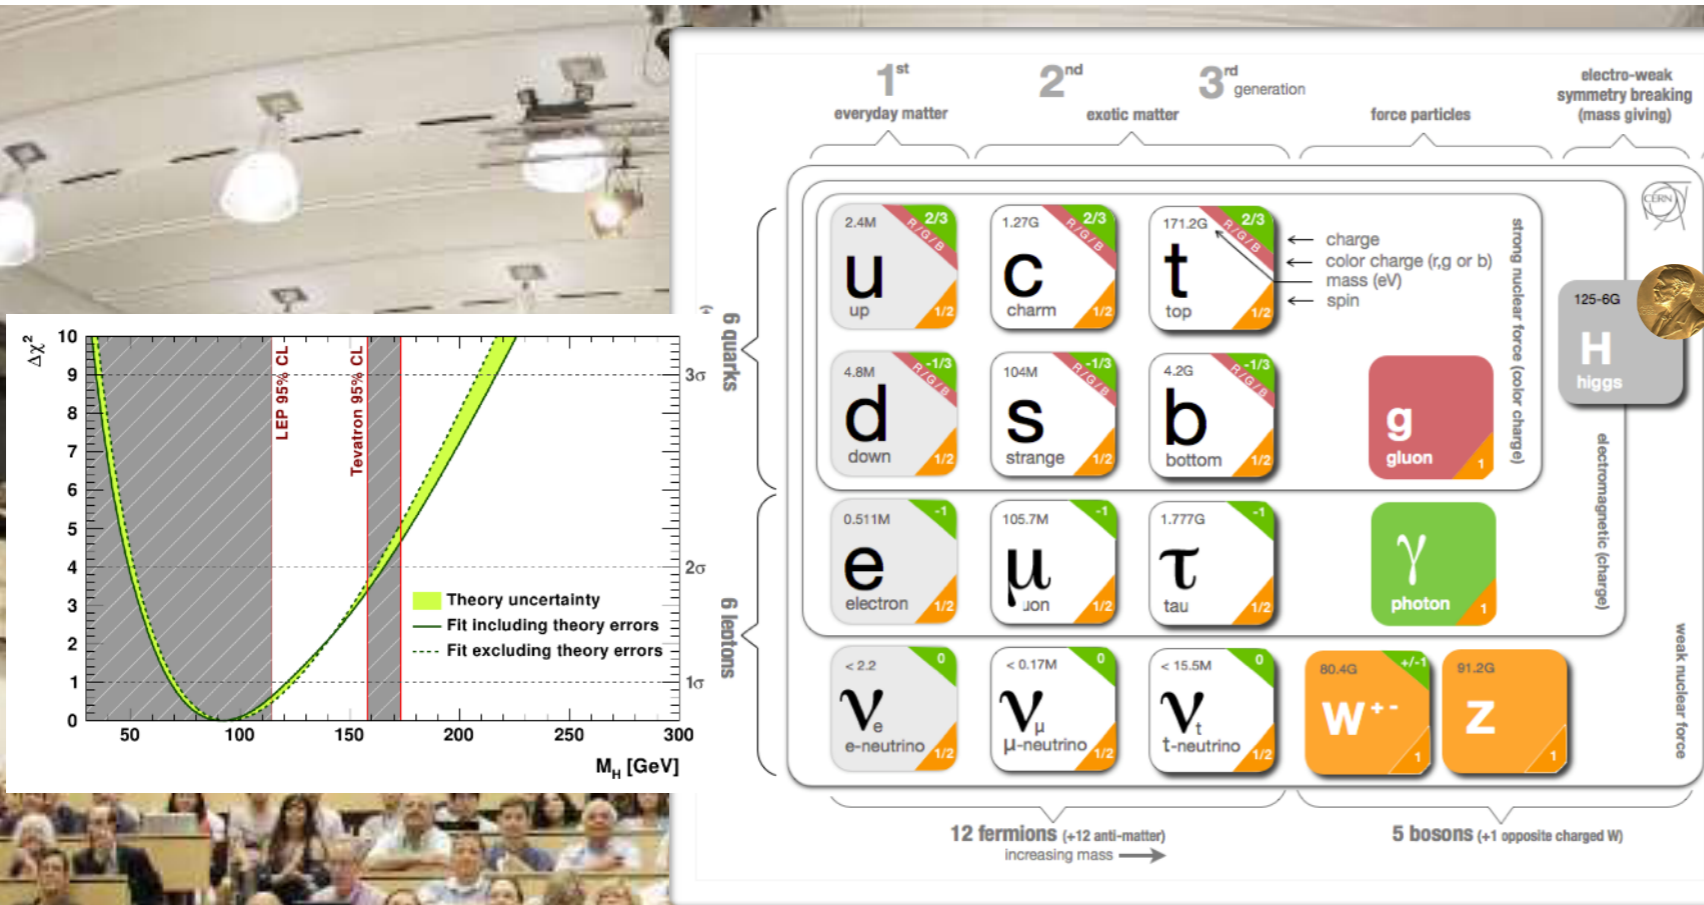 1st
2nd
3rd generation
everyday matter
exotic matter
force particles
electro-weak
symmetry breaking
(mass giving)
CERN
6 quarks
2.4M
2/3
R/G/B
u
up
1/2
1.27G
2/3
R/G/B
c
charm
1/2
171.2G
2/3
R/G/B
t
top
1/2
charge
color charge (r,g or b)
mass (eV)
spin
strong nuclear force (color charge)
125-6G
H
higgs
4.8M
-1/3
R/G/B
d
down
1/2
104M
-1/3
R/G/B
s
strange
1/2
4.2G
-1/3
R/G/B
b
bottom
1/2
g
gluon
1
electromagnetic (charge)
6 leptons
0.511M
-1
e
electron
1/2
105.7M
-1
μ
1/2
1.777G
-1
τ
tau
1/2
γ
photon
1
weak nuclear force
< 2.2
0
νe
e-neutrino
1/2
< 0.17M
0
νμ
μ-neutrino
1/2
< 15.5M
0
νt
t-neutrino
1/2
80.4G
+/-1
W+-
1
91.2G
Z
1
12 fermions (+12 anti-matter)
increasing mass
5 bosons (+1 opposite charged W)
Δχ²
10
9
8
7
6
5
4
3
2
1
0
LEP 95% CL
Tevatron 95% CL
3σ
2σ
1σ
Theory uncertainty
Fit including theory errors
Fit excluding theory errors
50 100 150 200 250 300
MH [GeV]